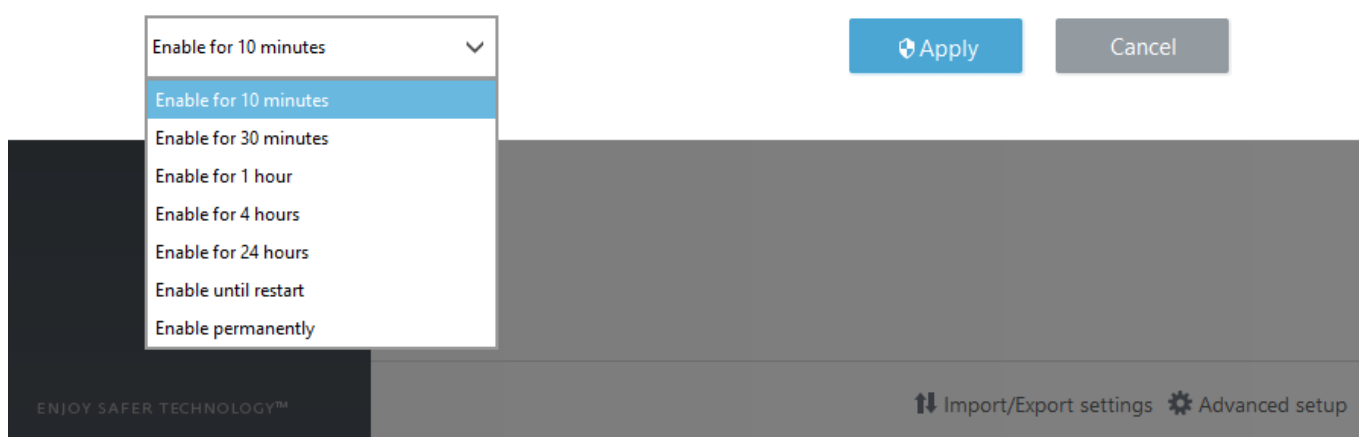 Enable for 10 minutes
Apply
Cancel
Enable for 10 minutes
Enable for 30 minutes
Enable for 1 hour
Enable for 4 hours
Enable for 24 hours
Enable until restart
Enable permanently
ENJOY SAFER TECHNOLOGY™
Import/Export settings
Advanced setup